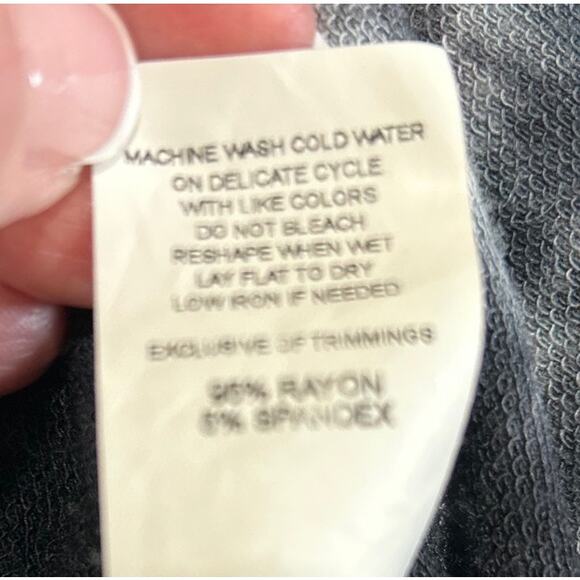 MACHINE WASH COLD WATER
ON DELICATE CYCLE
WITH LIKE COLORS
DO NOT BLEACH
RESHAPE WHEN WET
LAY FLAT TO DRY
LOW IRON IF NEEDED
EXCLUSIVE OF TRIMMINGS
95% RAYON
5% SPANDEX